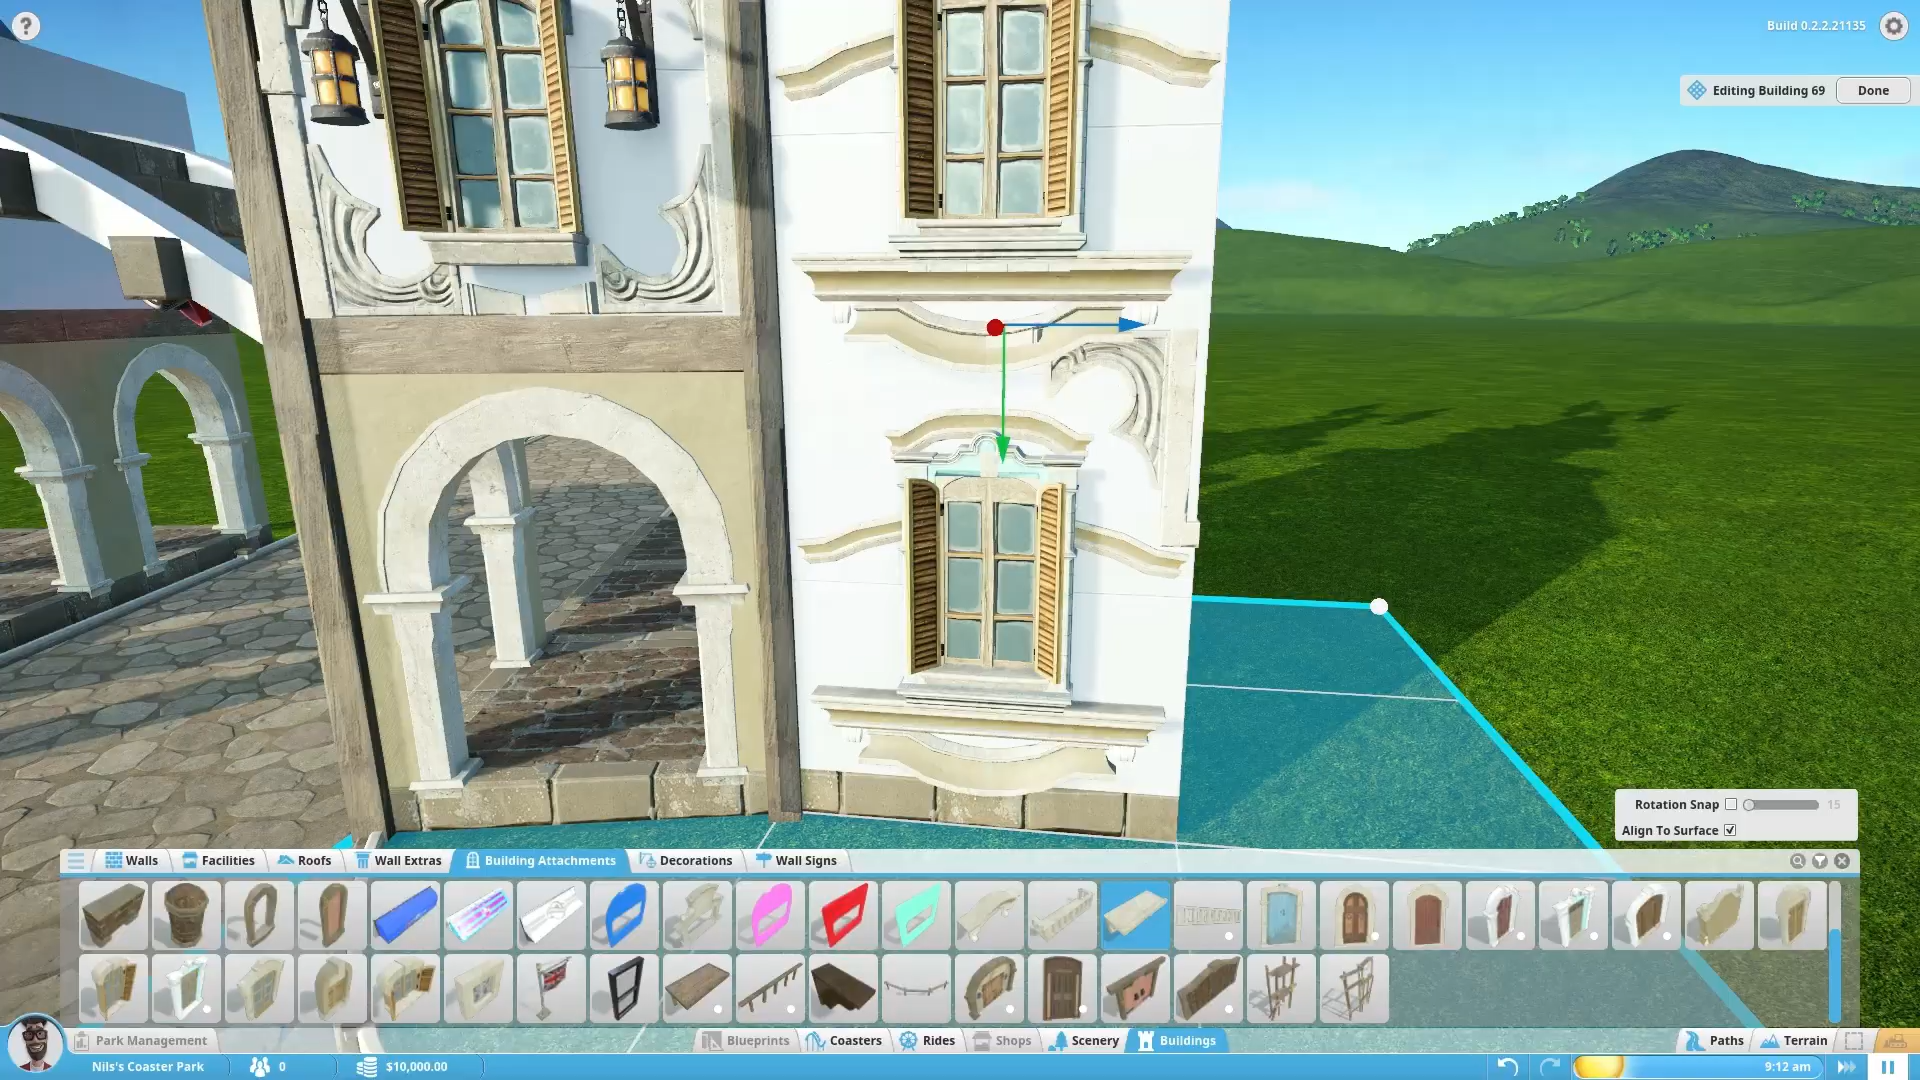 ?
Build 0.2.2.21135
Editing Building 69
Done
Rotation Snap
15
Align To Surface
Walls
Facilities
Roofs
Wall Extras
Building Attachments
Decorations
Wall Signs
Park Management
Blueprints
Coasters
Rides
Shops
Scenery
Buildings
Paths
Terrain
Nils's Coaster Park
0
$10,000.00
9:12 am